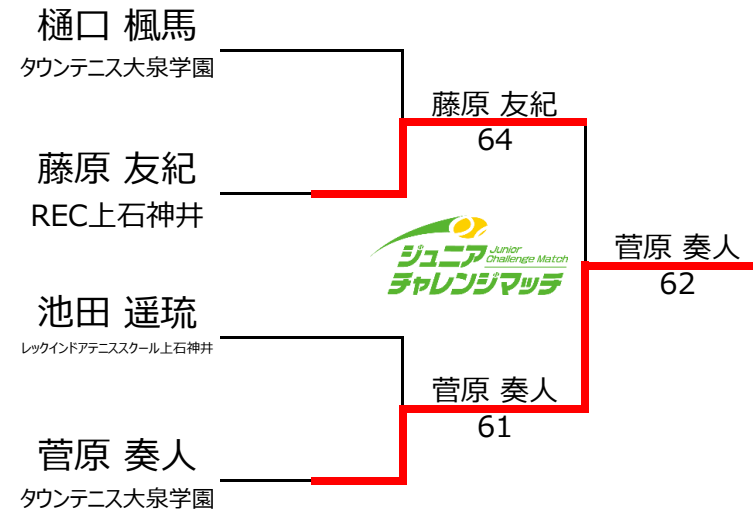 樋口 楓馬
タウンテニス大泉学園
藤原 友紀
64
藤原 友紀
REC上石神井
ジュニア Junior Challenge Match
チャレンジマッチ
菅原 奏人
62
池田 遥琉
レックインドアテニススクール上石神井
菅原 奏人
61
菅原 奏人
タウンテニス大泉学園